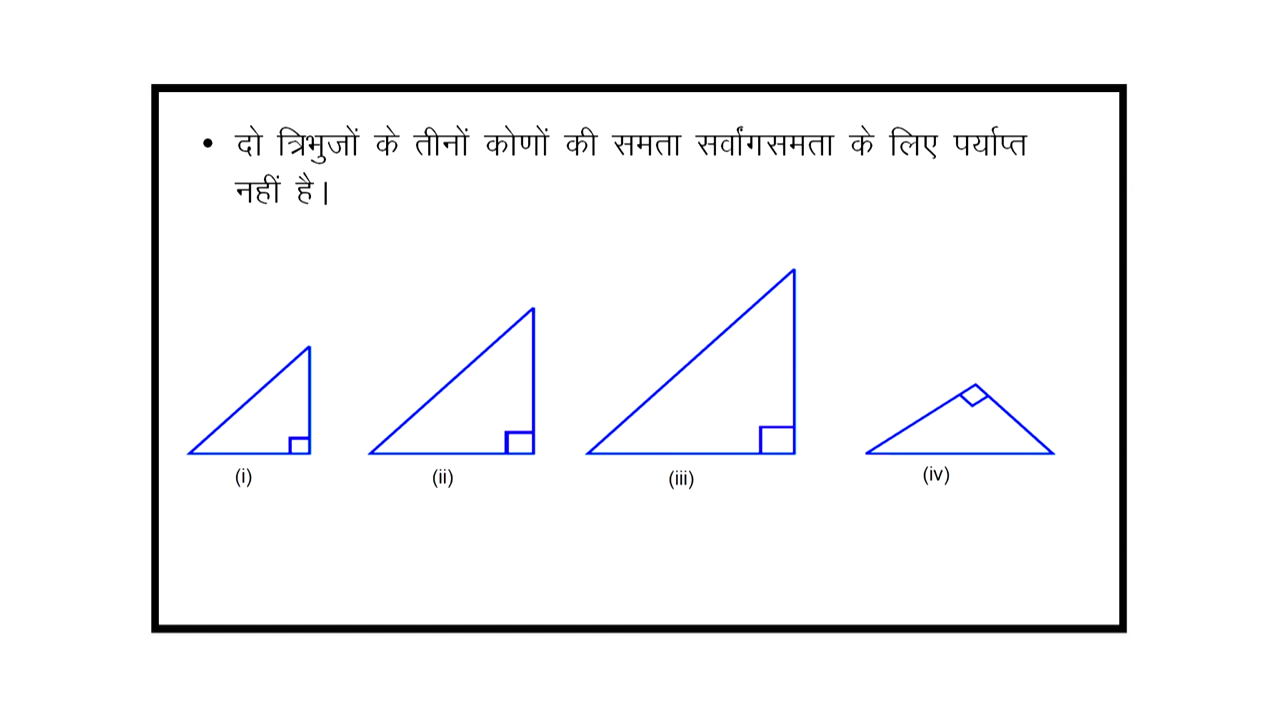 • दो त्रिभुजों के तीनों कोणों की समता सर्वांगसमता के लिए पर्याप्त
नहीं है।
(i) (ii) (iii) (iv)